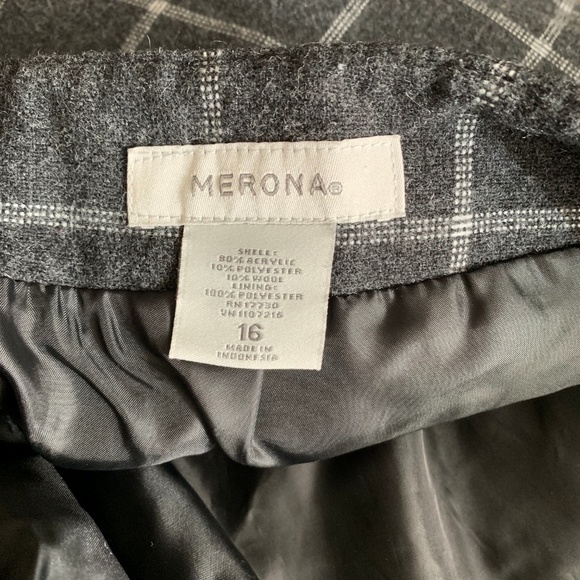 MERONA®
SHELL:
80% ACRYLIC
10% POLYESTER
10% WOOL
LINING:
100% POLYESTER
RN 17730
VN 1107216
16
MADE IN
INDONESIA